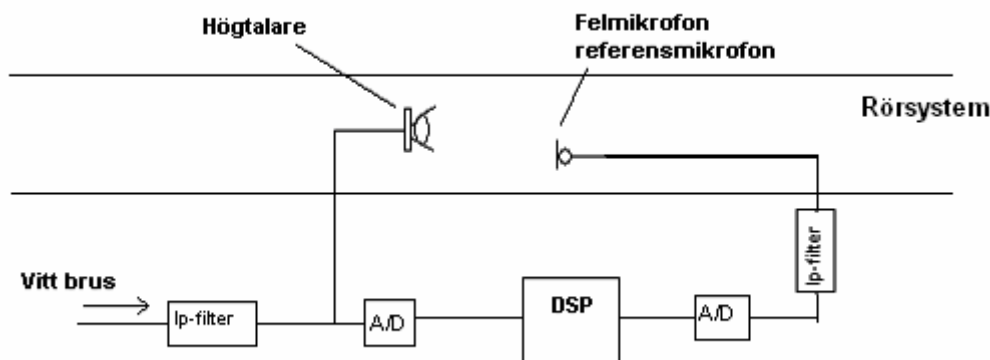 Högtalare
Felmikrofon
referensmikrofon
Rörsystem
lp-filter
Vitt brus
lp-filter
A/D
DSP
A/D